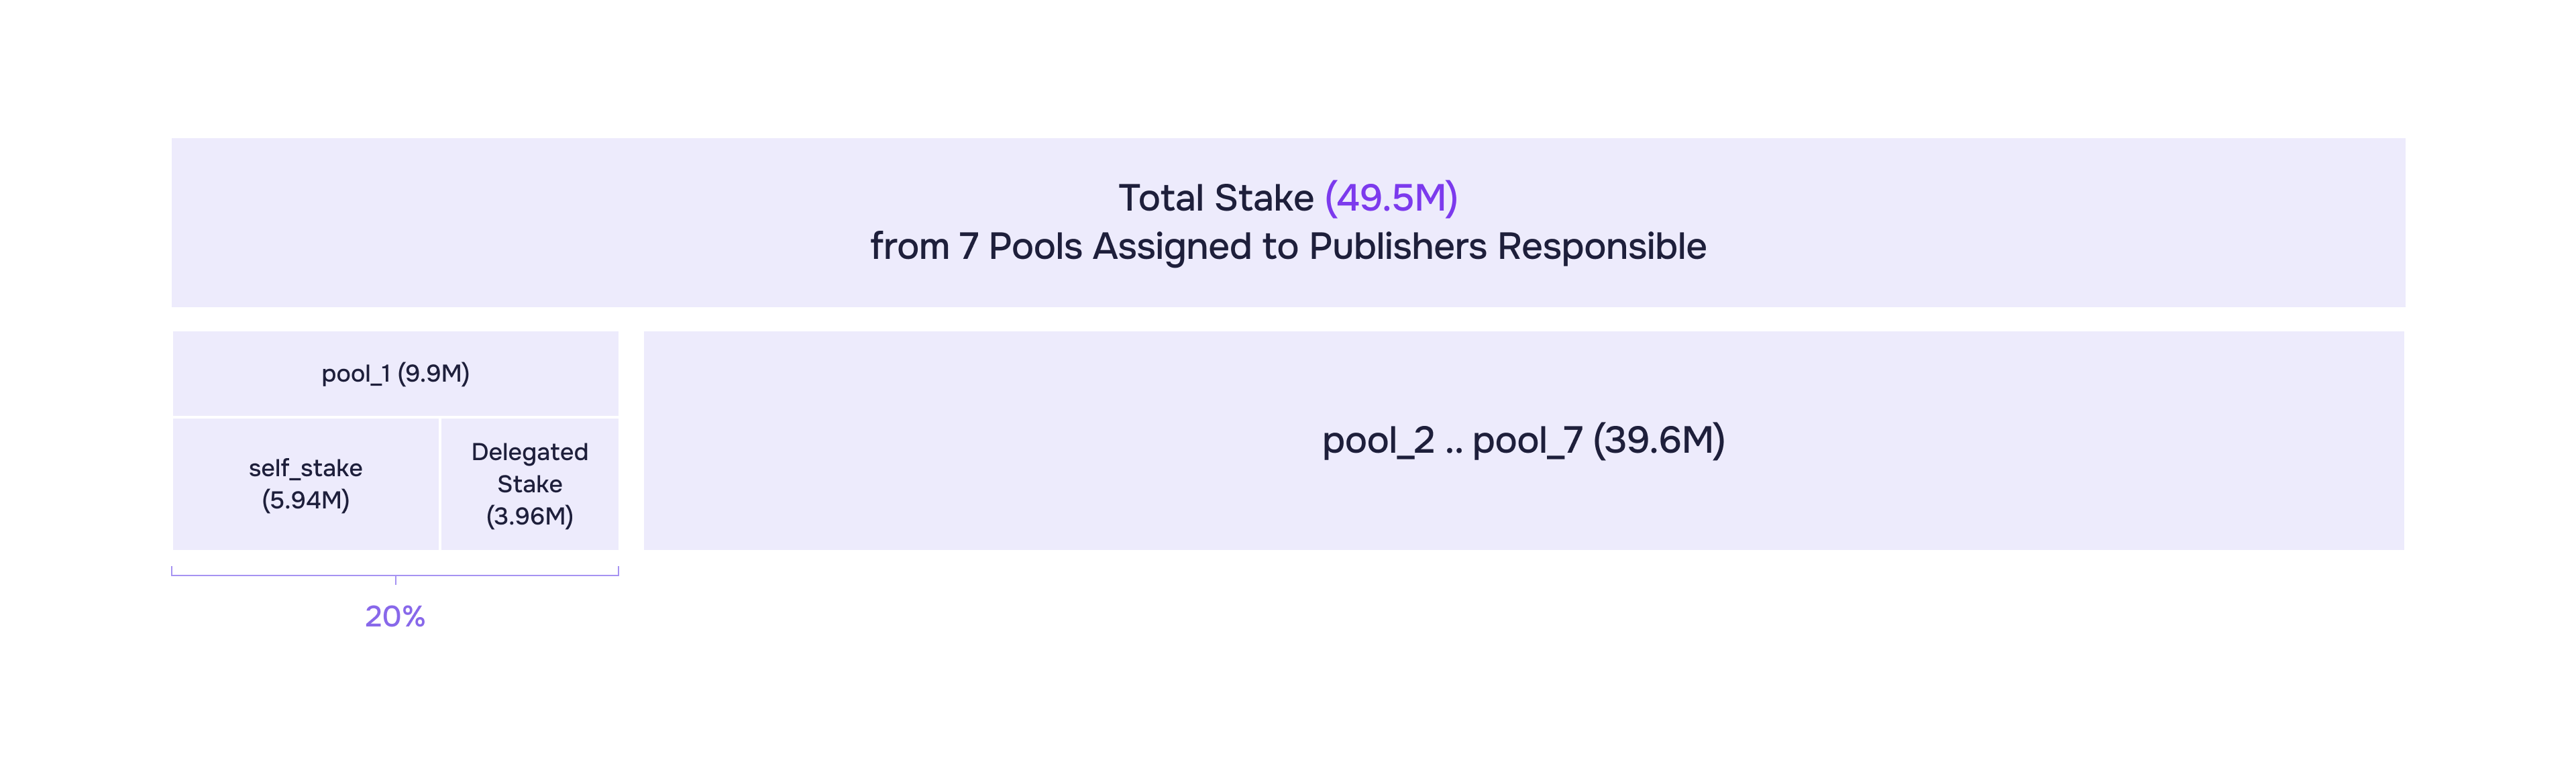 Total Stake (49.5M)
from 7 Pools Assigned to Publishers Responsible
pool_1 (9.9M)
self_stake
(5.94M)
Delegated
Stake
(3.96M)
pool_2 .. pool_7 (39.6M)
20%